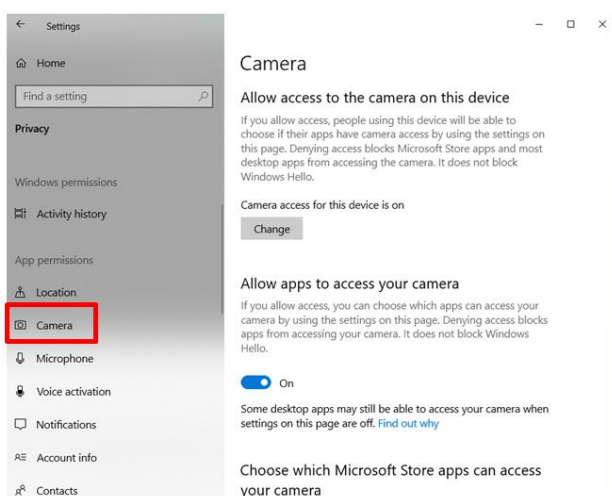 Settings
Home
Find a setting
Privacy
Windows permissions
Activity history
App permissions
Location
Camera
Microphone
Voice activation
Notifications
Account info
Contacts
Camera
Allow access to the camera on this device
If you allow access, people using this device will be able to
choose if their apps have camera access by using the settings on
this page. Denying access blocks Microsoft Store apps and most
desktop apps from accessing the camera. It does not block
Windows Hello.
Camera access for this device is on
Change
Allow apps to access your camera
If you allow access, you can choose which apps can access your
camera by using the settings on this page. Denying access blocks
apps from accessing your camera. It does not block Windows
Hello.
On
Some desktop apps may still be able to access your camera when
settings on this page are off. Find out why
Choose which Microsoft Store apps can access
your camera